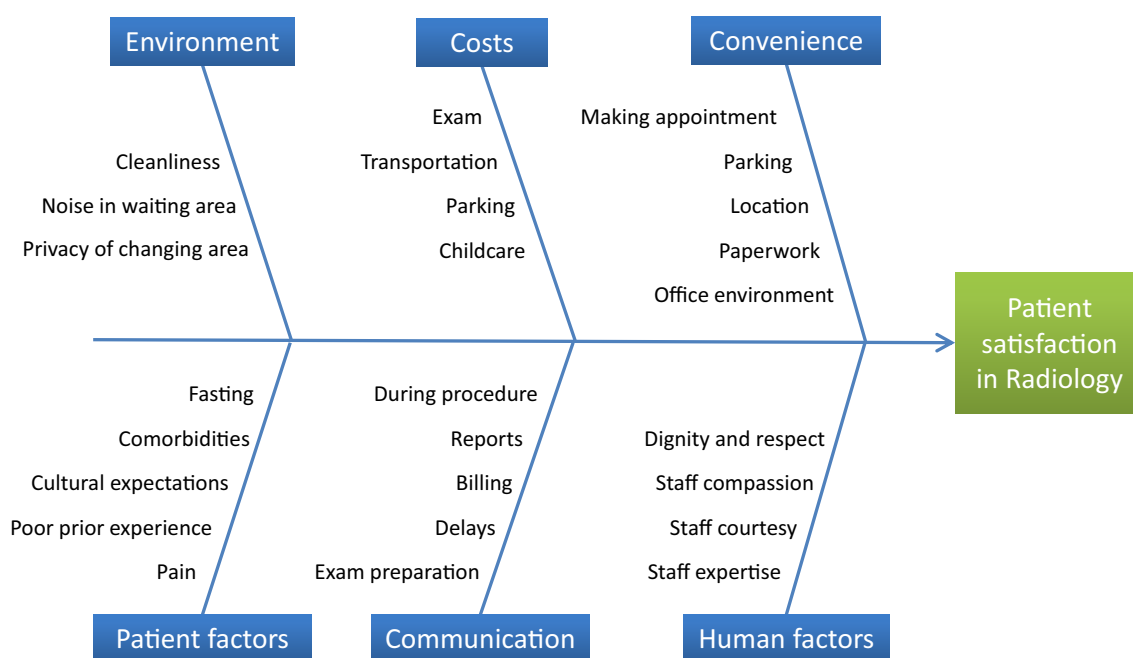 Environment
Costs
Convenience
Exam
Making appointment
Cleanliness
Transportation
Parking
Noise in waiting area
Parking
Location
Privacy of changing area
Childcare
Paperwork
Office environment
Patient
satisfaction
in Radiology
Fasting
During procedure
Comorbidities
Reports
Dignity and respect
Cultural expectations
Billing
Staff compassion
Poor prior experience
Delays
Staff courtesy
Pain
Exam preparation
Staff expertise
Patient factors
Communication
Human factors